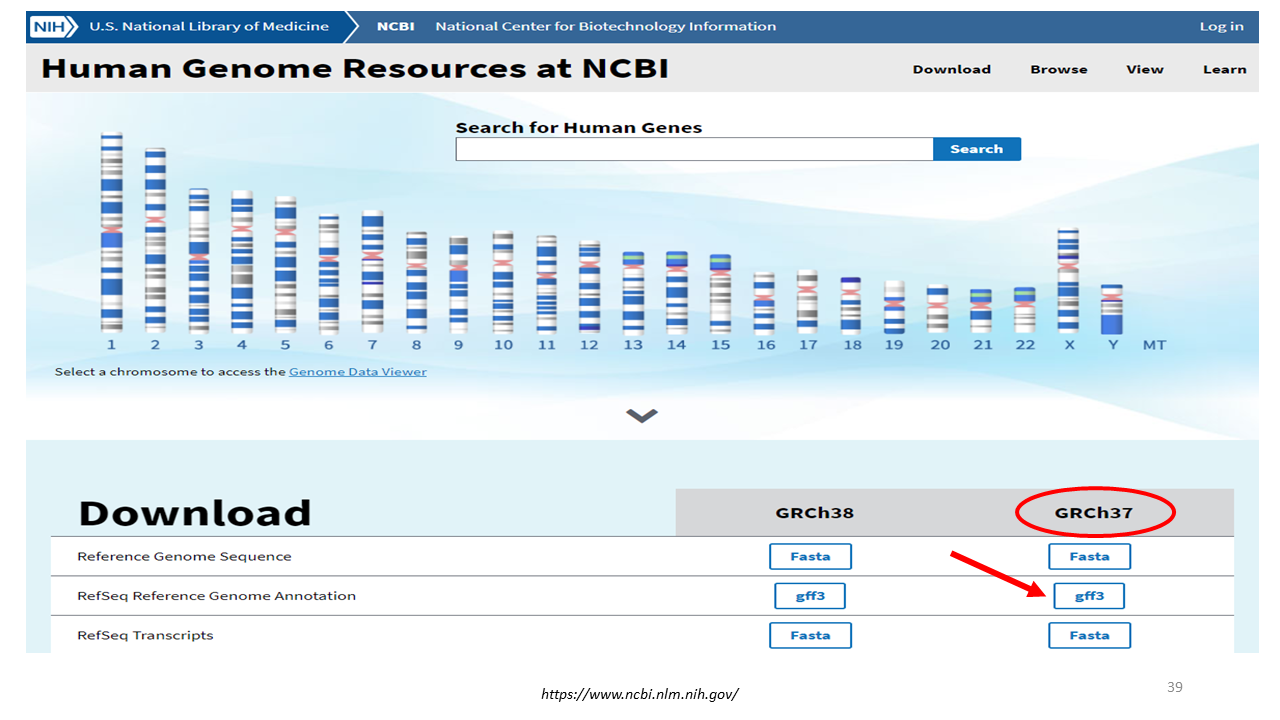 NIH U.S. National Library of Medicine NCBI National Center for Biotechnology Information Log in
Human Genome Resources at NCBI Download Browse View Learn
Search for Human Genes
Search
1 2 3 4 5 6 7 8 9 10 11 12 13 14 15 16 17 18 19 20 21 22 X Y MT
Select a chromosome to access the Genome Data Viewer
Download GRCh38 GRCh37
Reference Genome Sequence Fasta Fasta
RefSeq Reference Genome Annotation gff3 gff3
RefSeq Transcripts Fasta Fasta
https://www.ncbi.nlm.nih.gov/
39